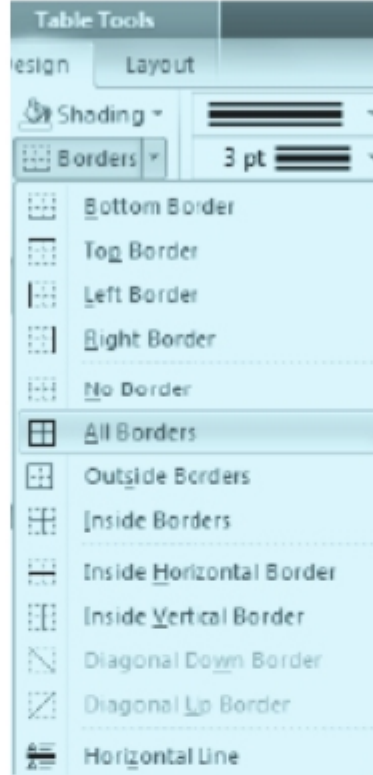 Table Tools
esign Layout
Shading
Borders 3 pt
Bottom Border
Top Border
Left Border
Right Border
No Border
All Borders
Outside Borders
Inside Borders
Inside Horizontal Border
Inside Vertical Border
Diagonal Down Border
Diagonal Up Border
Horizontal Line